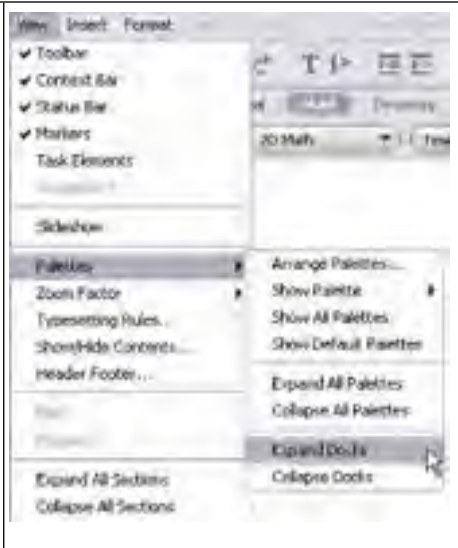 View Insert Format
✔ Toolbar
✔ Context Bar
✔ Status Bar
✔ Markers
Task Elements
Slideshow
Palettes
Zoom Factor
Typesetting Rules...
Show/Hide Contents...
Header Footer...
Expand All Sections
Collapse All Sections
T
2D Math
Arrange Palettes...
Show Palette
Show All Palettes
Show Default Palettes
Expand All Palettes
Collapse All Palettes
Expand Docks
Collapse Docks